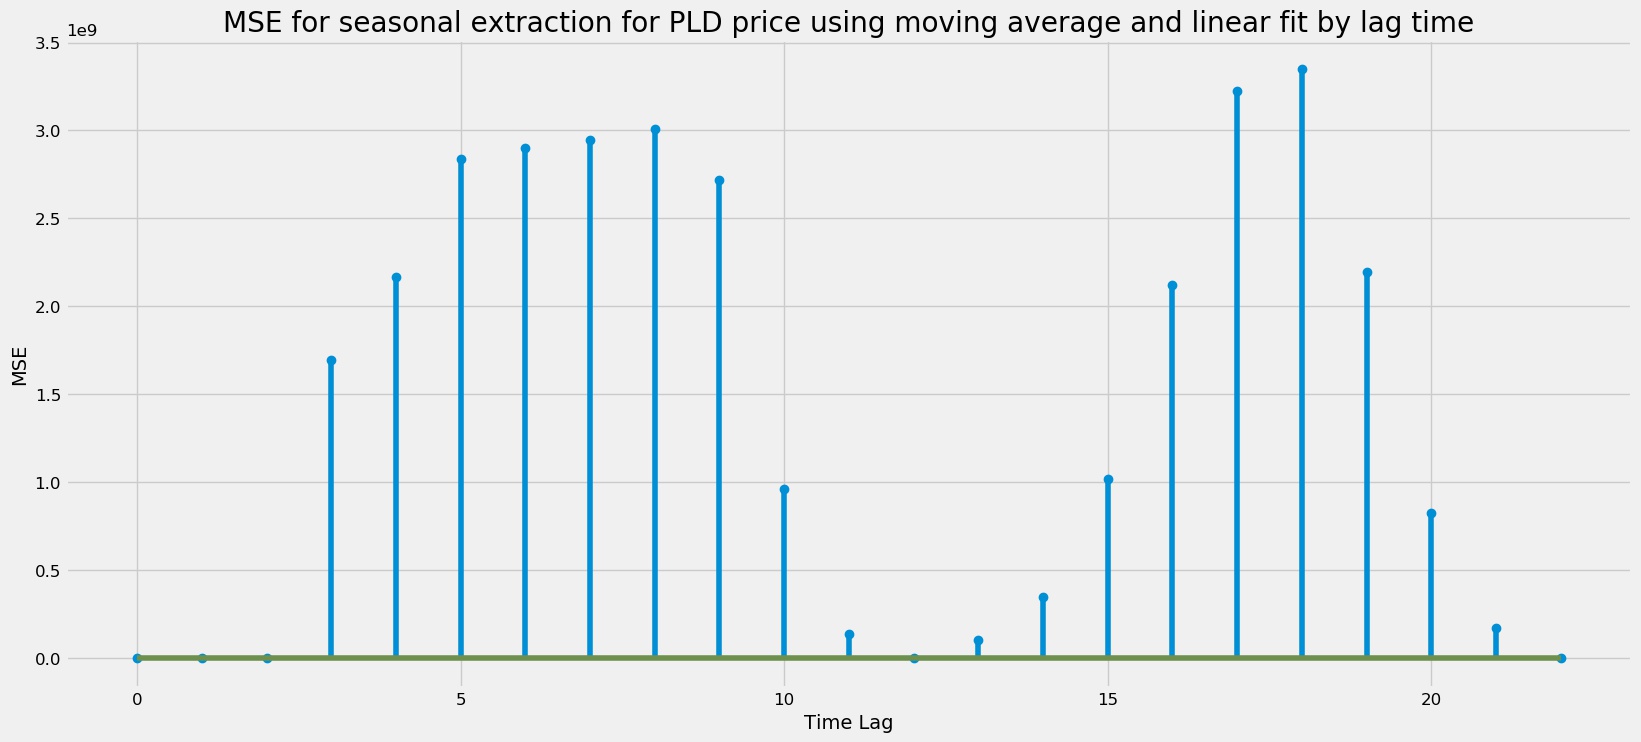 MSE for seasonal extraction for PLD price using moving average and linear fit by lag time
1e9
3.5
3.0
2.5
2.0
1.5
1.0
0.5
0.0
MSE
0 5 10 15 20
Time Lag